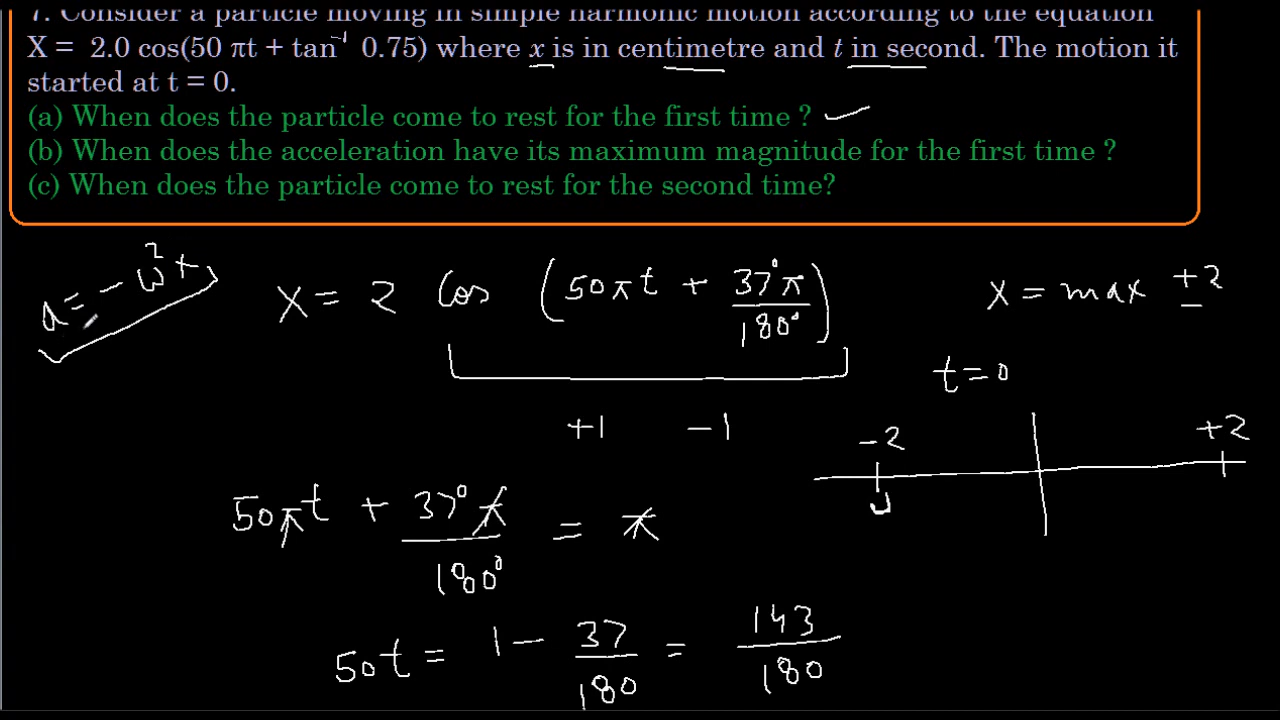 7. Consider a particle moving in simple harmonic motion according to the equation
X = 2.0 cos(50 πt + tan⁻¹ 0.75) where x is in centimetre and t in second. The motion it
started at t = 0.
(a) When does the particle come to rest for the first time ?
(b) When does the acceleration have its maximum magnitude for the first time ?
(c) When does the particle come to rest for the second time?
a = - ω²x
X = 2 Cos (50πt + 37°π/180°)
X = max ±2
t = 0
+1 -1
-2 +2
50πt + 37°π/180° = π
50t = 1 - 37/180 = 143/180